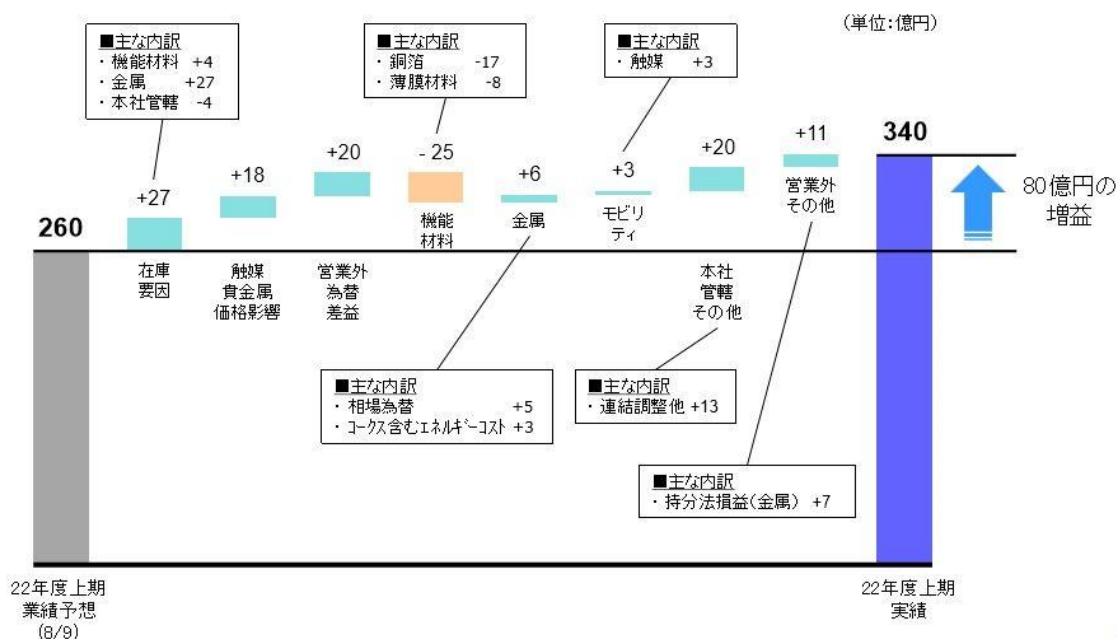 (単位:億円)
■主な内訳
・ 機能材料 +4
・ 金属 +27
・ 本社管轄 -4
■主な内訳
・ 銅箔 -17
・ 薄膜材料 -8
■主な内訳
・ 触媒 +3
260
+27
在庫
要因
+18
触媒
貴金属
価格影響
+20
営業外
為替
差益
- 25
機能
材料
+6
金属
+3
モビリ
ティ
+20
本社
管轄
その他
+11
営業外
その他
340
80億円の
増益
■主な内訳
・ 相場為替 +5
・ コークス含むエネルギーコスト +3
■主な内訳
・ 連結調整他 +13
■主な内訳
・ 持分法損益(金属) +7
22年度上期
業績予想
(8/9)
22年度上期
実績